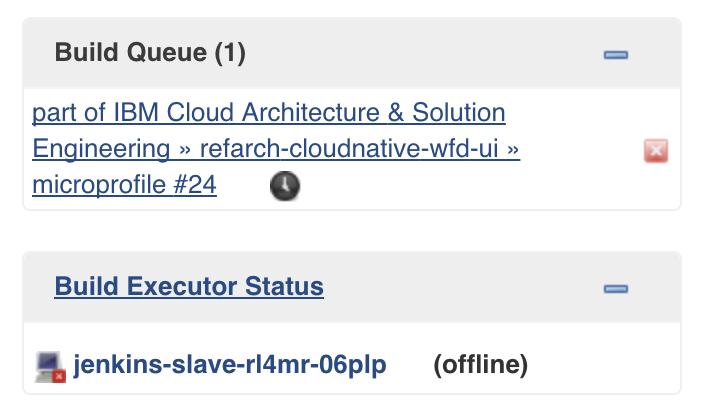 Build Queue (1)
part of IBM Cloud Architecture & Solution
Engineering » refarch-cloudnative-wfd-ui »
microprofile #24
Build Executor Status
jenkins-slave-rl4mr-06plp (offline)